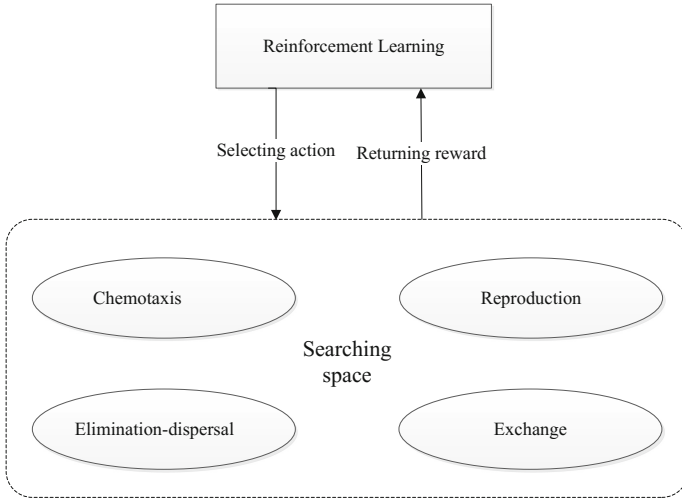 Reinforcement Learning
Selecting action
Returning reward
Chemotaxis
Reproduction
Searching
space
Elimination-dispersal
Exchange